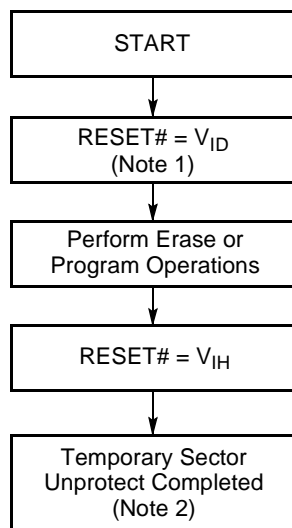 START
RESET# = VID
(Note 1)
Perform Erase or
Program Operations
RESET# = VIH
Temporary Sector
Unprotect Completed
(Note 2)